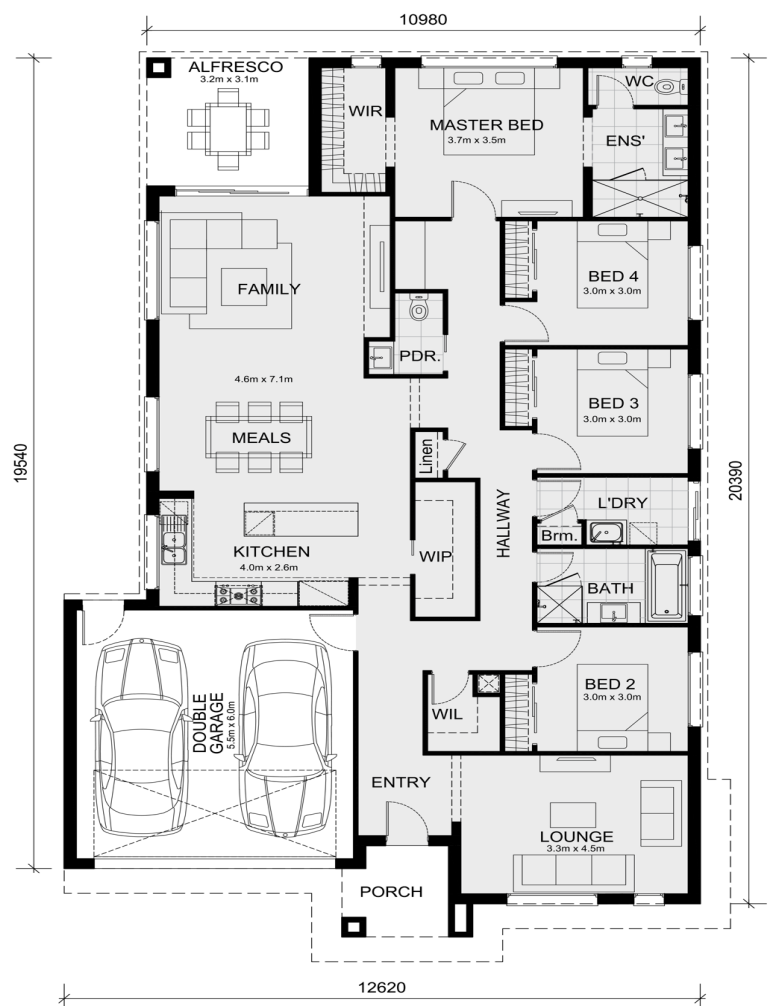 10980
ALFRESCO
3.2m x 3.1m
WIR
MASTER BED
3.7m x 3.5m
WC
ENS'
BED 4
3.0m x 3.0m
FAMILY
PDR.
4.6m x 7.1m
BED 3
3.0m x 3.0m
MEALS
Linen
19540
20390
HALLWAY
L'DRY
Brm.
KITCHEN
4.0m x 2.6m
WIP
BATH
BED 2
3.0m x 3.0m
DOUBLE
GARAGE
5.5m x 6.0m
WIL
ENTRY
LOUNGE
3.3m x 4.5m
PORCH
12620